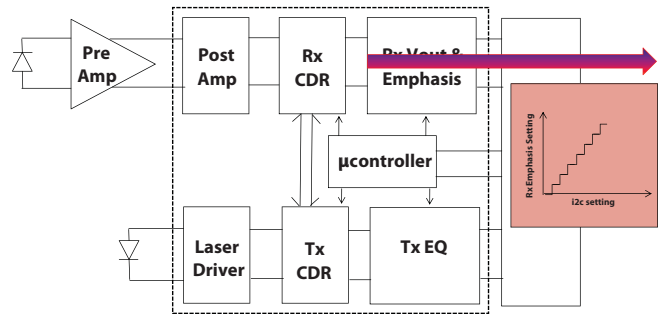 Pre
Amp
Post
Amp
Rx
CDR
Rx Vout &
Emphasis
μcontroller
Rx Emphasis Setting
i2c setting
Laser
Driver
Tx
CDR
Tx EQ